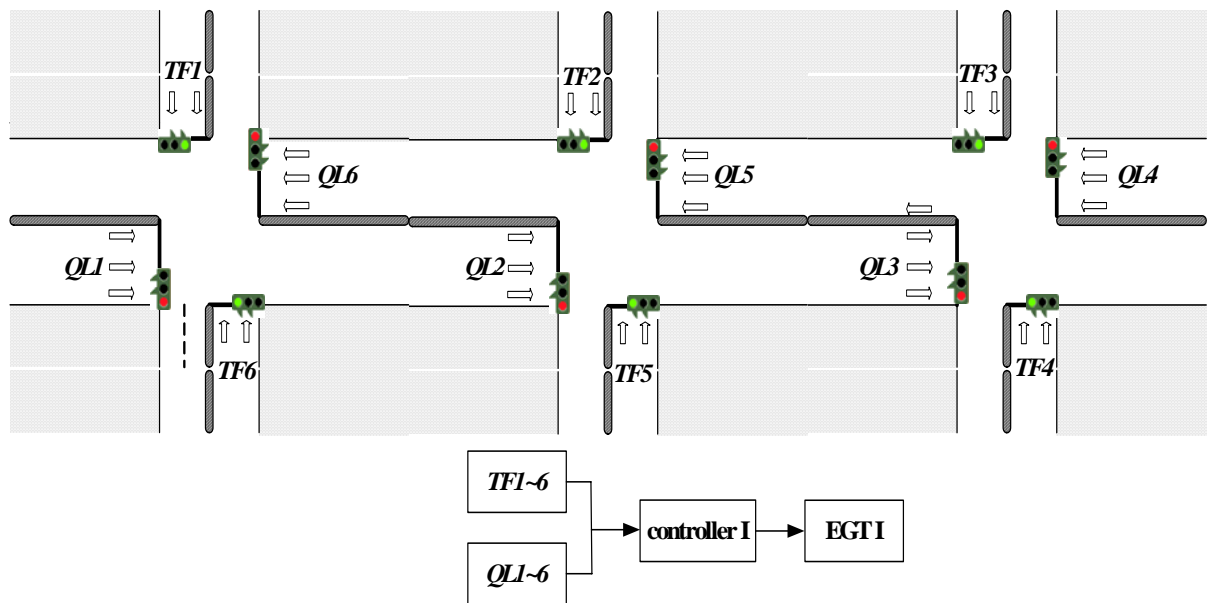 TF1
TF2
TF3
QL6
QL5
QL4
QL1
QL2
QL3
TF6
TF5
TF4
TF1~6
controller I
EGT I
QL1~6